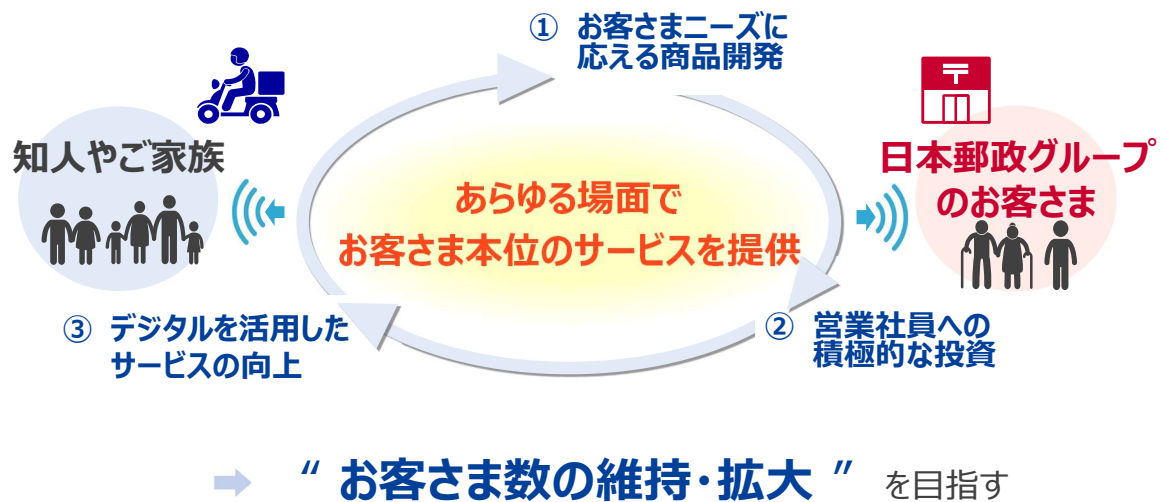 ① お客さまニーズに
応える商品開発
知人やご家族
日本郵政グループ
のお客さま
あらゆる場面で
お客さま本位のサービスを提供
② 営業社員への
積極的な投資
③ デジタルを活用した
サービスの向上
“ お客さま数の維持・拡大 ” を目指す